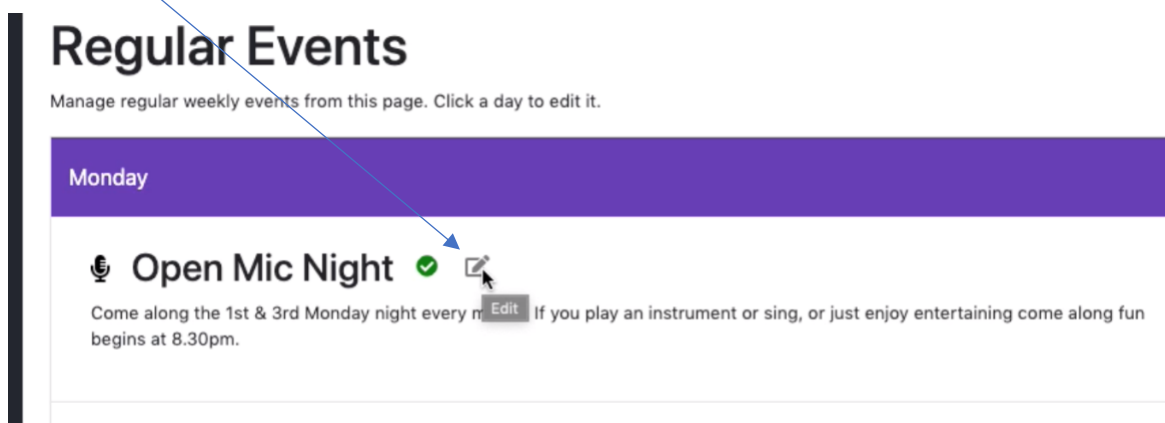 Regular Events
Manage regular weekly events from this page. Click a day to edit it.
Monday
Open Mic Night
Come along the 1st & 3rd Monday night every If you play an instrument or sing, or just enjoy entertaining come along fun
Edit
begins at 8.30pm.